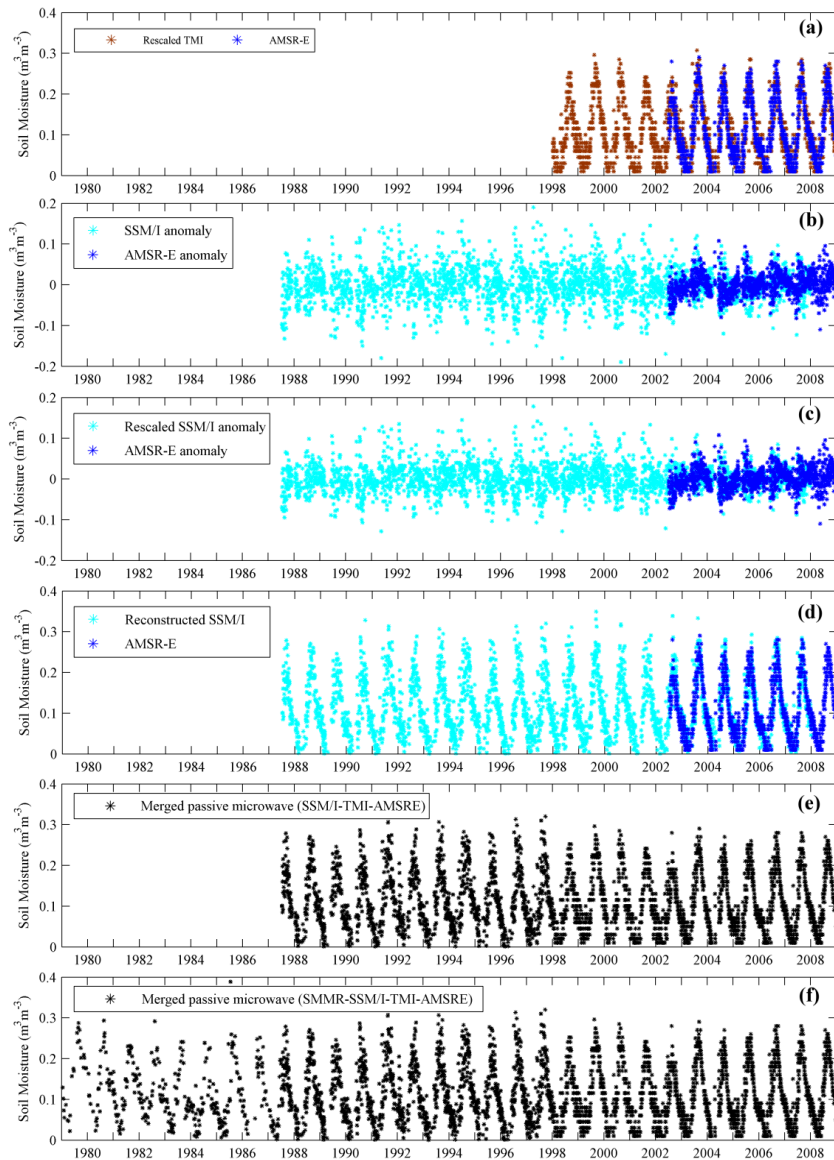 (a)
Rescaled TMI AMSR-E
Soil Moisture (m³m⁻³)
0.4
0.3
0.2
0.1
0
1980 1982 1984 1986 1988 1990 1992 1994 1996 1998 2000 2002 2004 2006 2008
(b)
SSM/I anomaly
AMSR-E anomaly
Soil Moisture (m³m⁻³)
0.2
0.1
0
-0.1
-0.2
1980 1982 1984 1986 1988 1990 1992 1994 1996 1998 2000 2002 2004 2006 2008
(c)
Rescaled SSM/I anomaly
AMSR-E anomaly
Soil Moisture (m³m⁻³)
0.2
0.1
0
-0.1
-0.2
1980 1982 1984 1986 1988 1990 1992 1994 1996 1998 2000 2002 2004 2006 2008
(d)
Reconstructed SSM/I
AMSR-E
Soil Moisture (m³m⁻³)
0.4
0.3
0.2
0.1
0
1980 1982 1984 1986 1988 1990 1992 1994 1996 1998 2000 2002 2004 2006 2008
(e)
Merged passive microwave (SSM/I-TMI-AMSRE)
Soil Moisture (m³m⁻³)
0.4
0.3
0.2
0.1
0
1980 1982 1984 1986 1988 1990 1992 1994 1996 1998 2000 2002 2004 2006 2008
(f)
Merged passive microwave (SMMR-SSM/I-TMI-AMSRE)
Soil Moisture (m³m⁻³)
0.4
0.3
0.2
0.1
0
1980 1982 1984 1986 1988 1990 1992 1994 1996 1998 2000 2002 2004 2006 2008